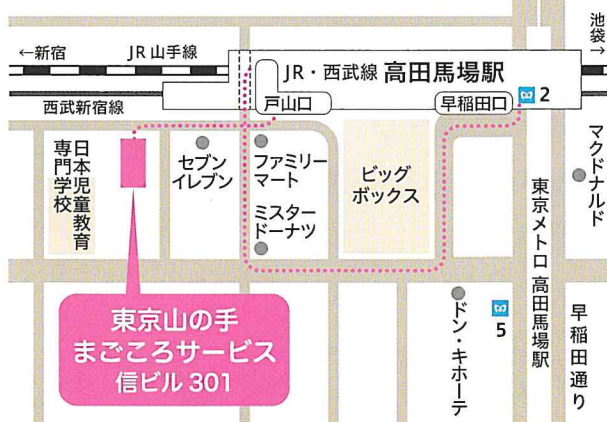 ←新宿
JR 山手線
池袋→
JR・西武線 高田馬場駅
西武新宿線
戸山口
早稲田口
2
日本児童教育
専門学校
セブン
イレブン
ファミリー
マート
ミスター
ドーナツ
ビッグ
ボックス
マクドナルド
東京メトロ 高田馬場駅
5
ドン・キホーテ
早稲田通り
東京山の手
まごころサービス
信ビル 301